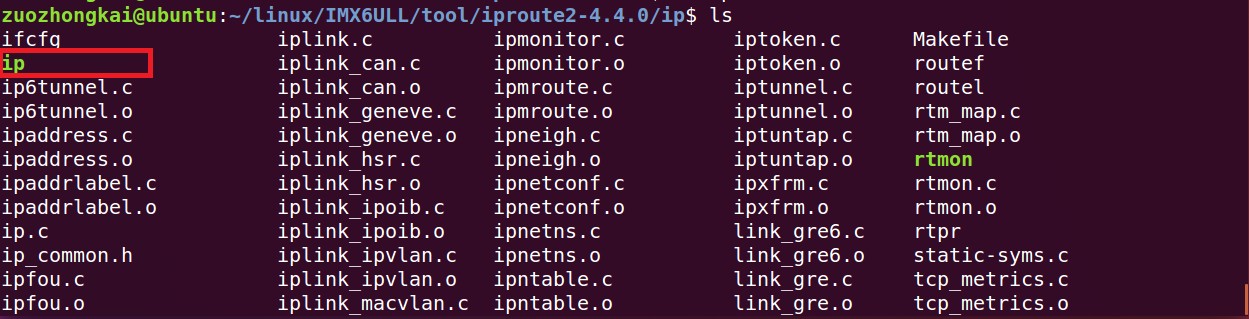 zuozhongkai@ubuntu:~/linux/IMX6ULL/tool/iproute2-4.4.0/ip$ ls
ifcfg iplink.c ipmonitor.c iptoken.c Makefile
ip iplink_can.c ipmonitor.o iptoken.o routef
ip6tunnel.c iplink_can.o ipmroute.c iptunnel.c routel
ip6tunnel.o iplink_geneve.c ipmroute.o iptunnel.o rtm_map.c
ipaddress.c iplink_geneve.o ipneigh.c iptuntap.c rtm_map.o
ipaddress.o iplink_hsr.c ipneigh.o iptuntap.o rtmon
ipaddrlabel.c iplink_hsr.o ipnetconf.c ipxfrm.c rtmon.c
ipaddrlabel.o iplink_ipoib.c ipnetconf.o ipxfrm.o rtmon.o
ip.c iplink_ipoib.o ipnetns.c link_gre6.c rtpr
ip_common.h iplink_ipvlan.c ipnetns.o link_gre6.o static-syms.c
ipfou.c iplink_ipvlan.o ipntable.c link_gre.c tcp_metrics.c
ipfou.o iplink_macvlan.c ipntable.o link_gre.o tcp_metrics.o